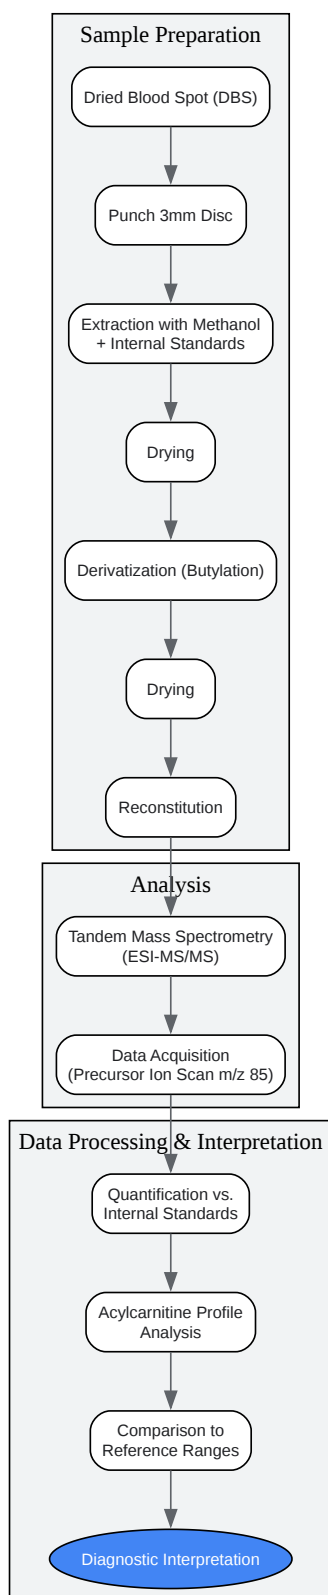 Sample Preparation
Dried Blood Spot (DBS)
Punch 3mm Disc
Extraction with Methanol
+ Internal Standards
Drying
Derivatization (Butylation)
Drying
Reconstitution
Analysis
Tandem Mass Spectrometry
(ESI-MS/MS)
Data Acquisition
(Precursor Ion Scan m/z 85)
Data Processing & Interpretation
Quantification vs.
Internal Standards
Acylcarnitine Profile
Analysis
Comparison to
Reference Ranges
Diagnostic Interpretation